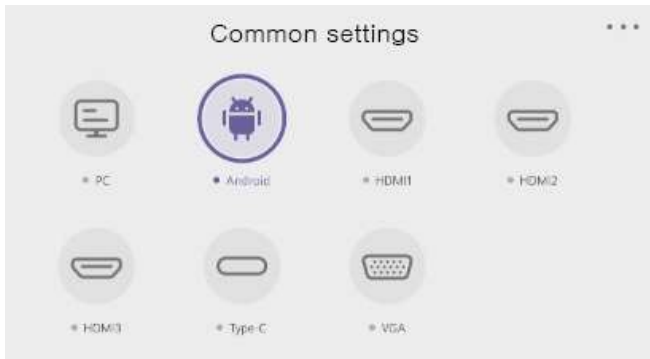 Common settings
PC
Android
HDMI1
HDMI2
HDMI3
Type-C
VGA